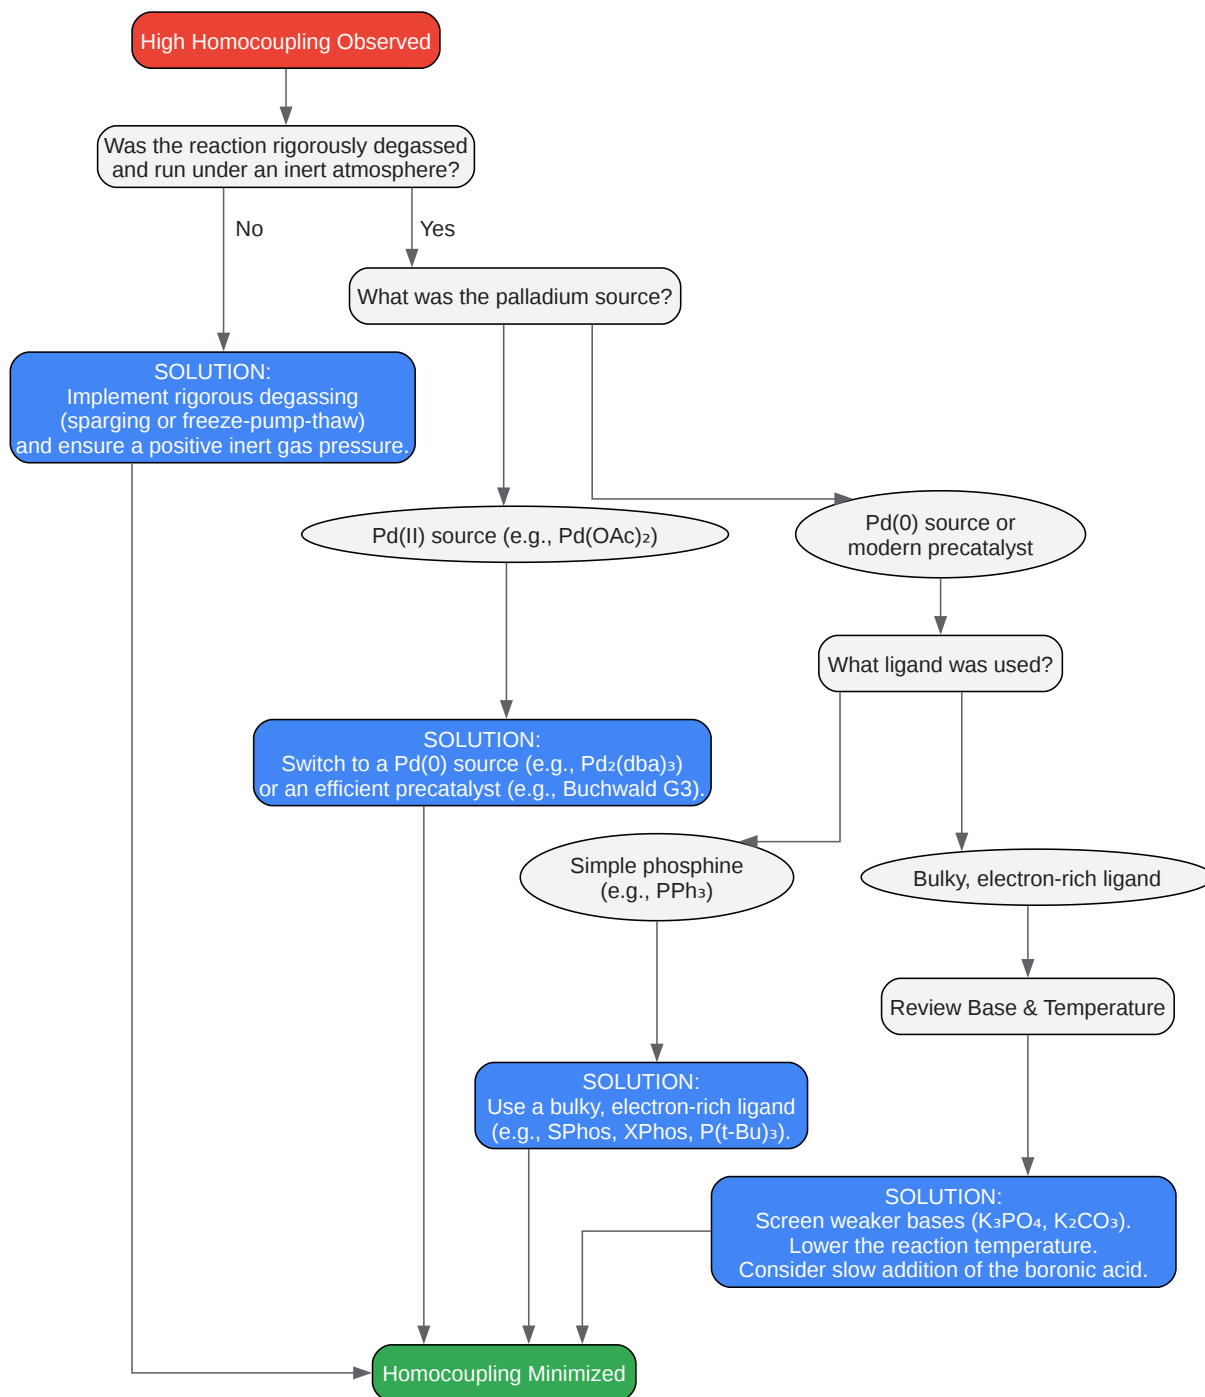 High Homocoupling Observed
Was the reaction rigorously degassed
and run under an inert atmosphere?
No
Yes
What was the palladium source?
SOLUTION:
Implement rigorous degassing
(sparging or freeze-pump-thaw)
and ensure a positive inert gas pressure.
Pd(II) source (e.g., Pd(OAc)₂)
Pd(0) source or
modern precatalyst
What ligand was used?
SOLUTION:
Switch to a Pd(0) source (e.g., Pd₂(dba)₃)
or an efficient precatalyst (e.g., Buchwald G3).
Simple phosphine
(e.g., PPh₃)
Bulky, electron-rich ligand
Review Base & Temperature
SOLUTION:
Use a bulky, electron-rich ligand
(e.g., SPhos, XPhos, P(t-Bu)₃).
SOLUTION:
Screen weaker bases (K₃PO₄, K₂CO₃).
Lower the reaction temperature.
Consider slow addition of the boronic acid.
Homocoupling Minimized